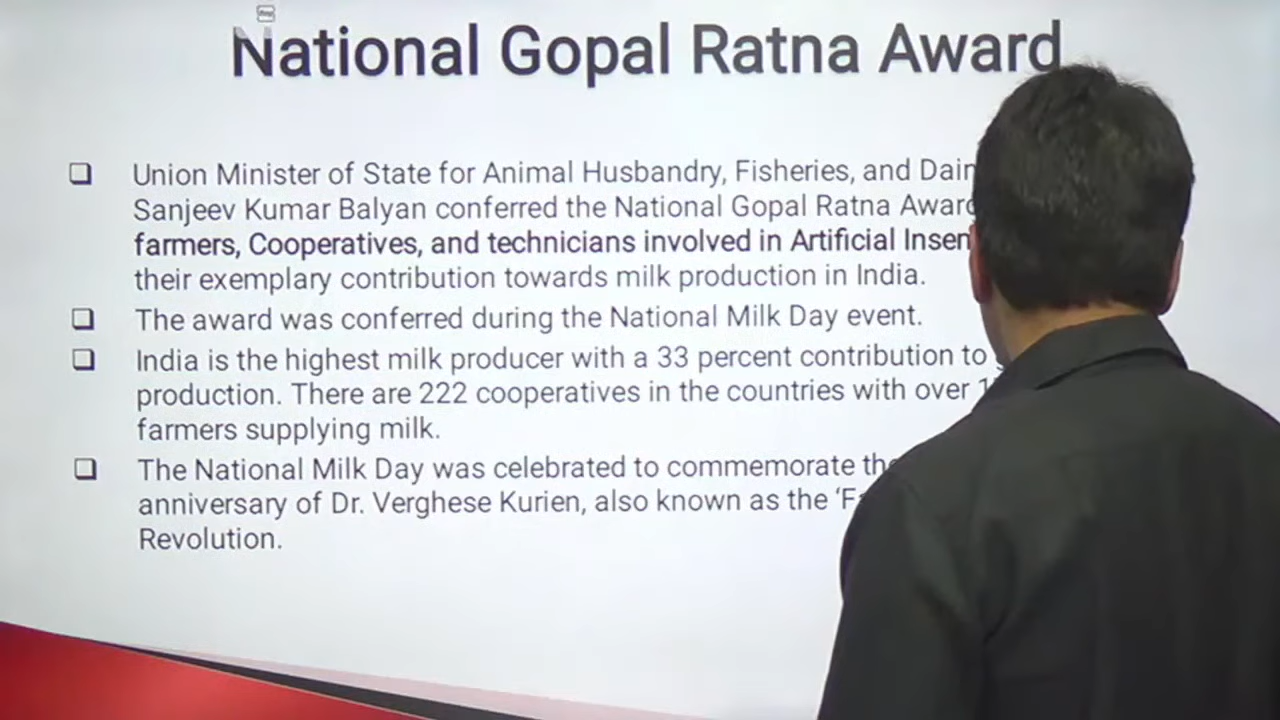 National Gopal Ratna Award
❑ Union Minister of State for Animal Husbandry, Fisheries, and
Sanjeev Kumar Balyan conferred the National Gopal Ratna
farmers, Cooperatives, and technicians involved in Artificial
their exemplary contribution towards milk production in India.
❑ The award was conferred during the National Milk Day event.
❑ India is the highest milk producer with a 33 percent contribution to
production. There are 222 cooperatives in the countries with over
farmers supplying milk.
❑ The National Milk Day was celebrated to commemorate
anniversary of Dr. Verghese Kurien, also known as the
Revolution.